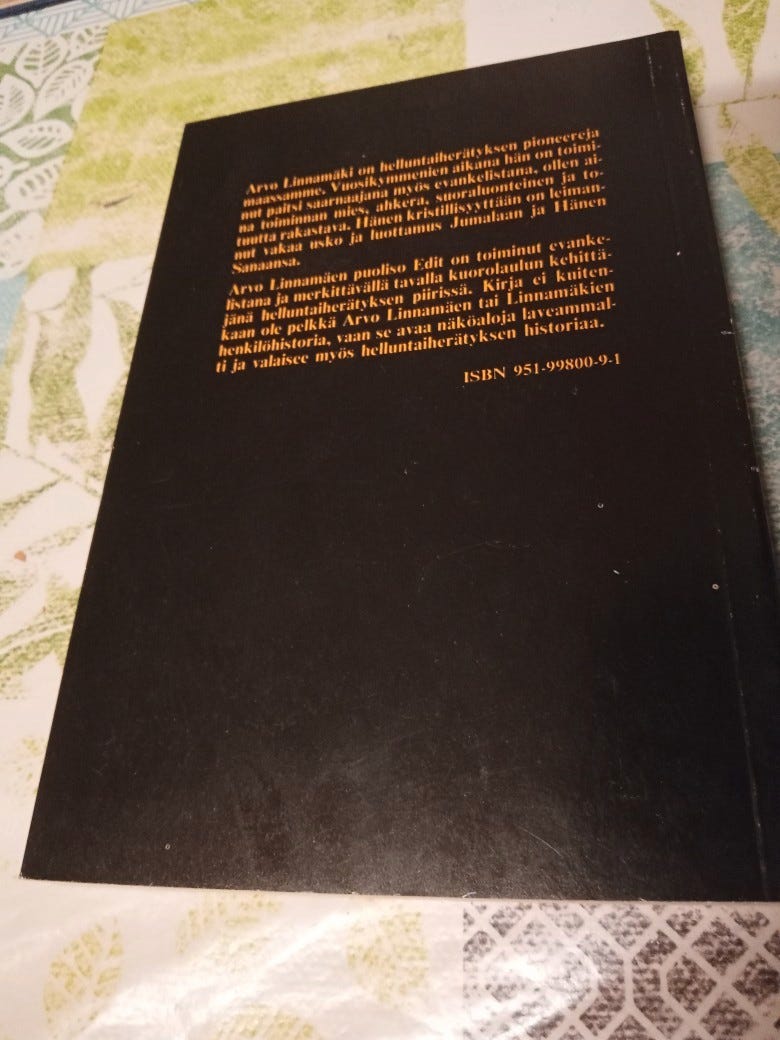 Arvo Linnamäki on helluntaiherätyksen pioneereja
maassamme. Vuosikymmenien aikana hän on toimi-
nut paitsi saarnaajana myös evankelistana, ollen ai-
na toiminnan mies, ahkera, suoraluonteinen ja to-
tuutta rakastava. Hänen kristillisyyttään on leiman-
nut vakaa usko ja luottamus Jumalaan ja Hänen
Sanaansa.
Arvo Linnamäen puoliso Edit on toiminut evanke-
listana ja merkittävällä tavalla kuorolaulun kehittä-
jänä helluntaiherätyksen piirissä. Kirja ei kuiten-
kaan ole pelkkä Arvo Linnamäen tai Linnamäkien
henkilöhistoria, vaan se avaa näköaloja laveammal-
ti ja valaisee myös helluntaiherätyksen historiaa.
ISBN 951-99800-9-1